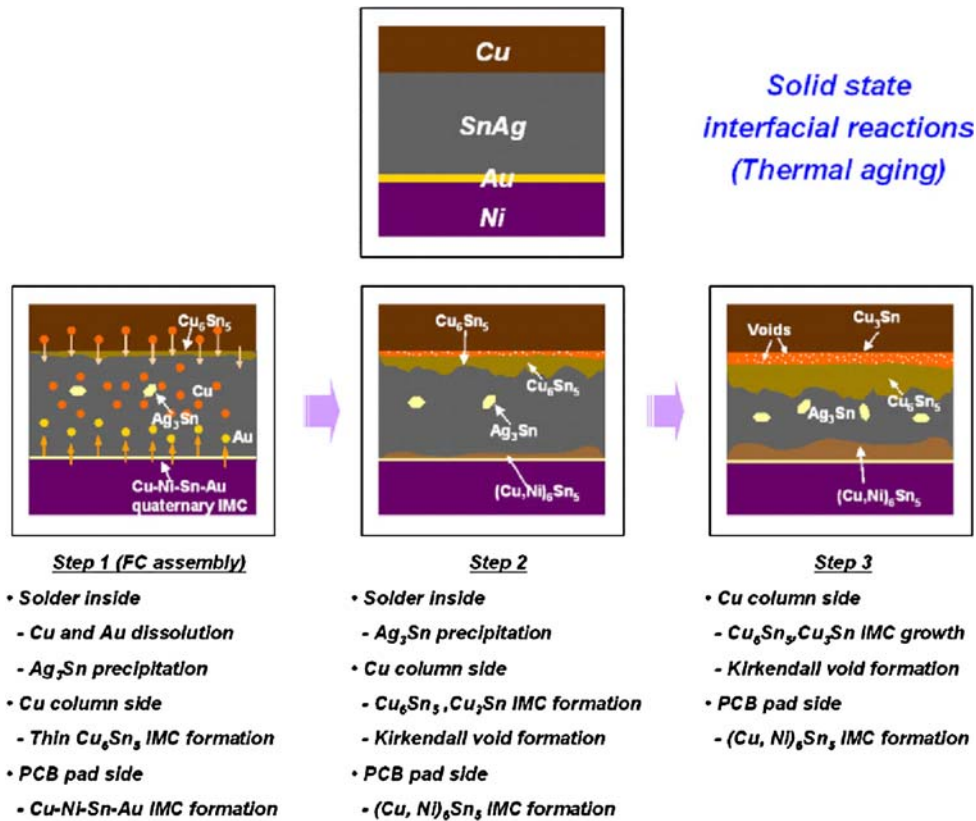 Cu
SnAg
Au
Ni
Solid state
interfacial reactions
(Thermal aging)
Cu₆Sn₅
Cu
Ag₃Sn
Au
Cu-Ni-Sn-Au
quaternary IMC
Cu₆Sn₅
Cu₆Sn₅
Ag₃Sn
(Cu,Ni)₆Sn₅
Voids
Cu₃Sn
Cu₆Sn₅
Ag₃Sn
(Cu,Ni)₆Sn₅
Step 1 (FC assembly)
• Solder inside
- Cu and Au dissolution
- Ag₃Sn precipitation
• Cu column side
- Thin Cu₆Sn₅ IMC formation
• PCB pad side
- Cu-Ni-Sn-Au IMC formation
Step 2
• Solder inside
- Ag₃Sn precipitation
• Cu column side
- Cu₆Sn₅ ,Cu₃Sn IMC formation
- Kirkendall void formation
• PCB pad side
- (Cu, Ni)₆Sn₅ IMC formation
Step 3
• Cu column side
- Cu₆Sn₅,Cu₃Sn IMC growth
- Kirkendall void formation
• PCB pad side
- (Cu, Ni)₆Sn₅ IMC formation